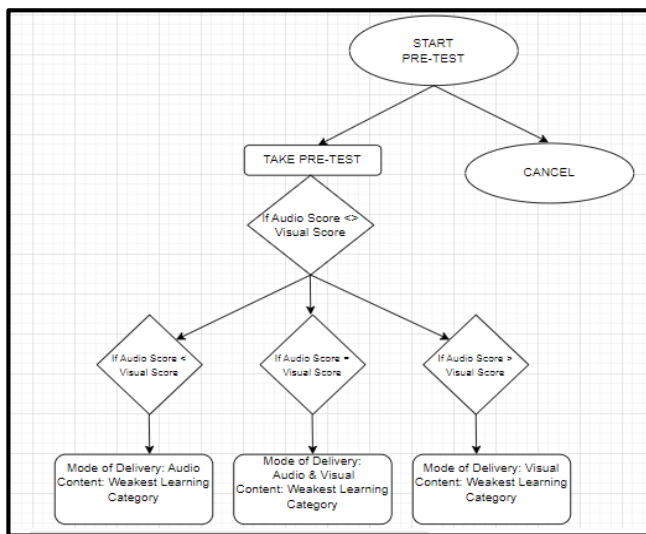 START
PRE-TEST
TAKE PRE-TEST
CANCEL
If Audio Score <>
Visual Score
If Audio Score <
Visual Score
If Audio Score =
Visual Score
If Audio Score >
Visual Score
Mode of Delivery: Audio
Content: Weakest Learning
Category
Mode of Delivery:
Audio & Visual
Content: Weakest Learning
Category
Mode of Delivery: Visual
Content: Weakest Learning
Category